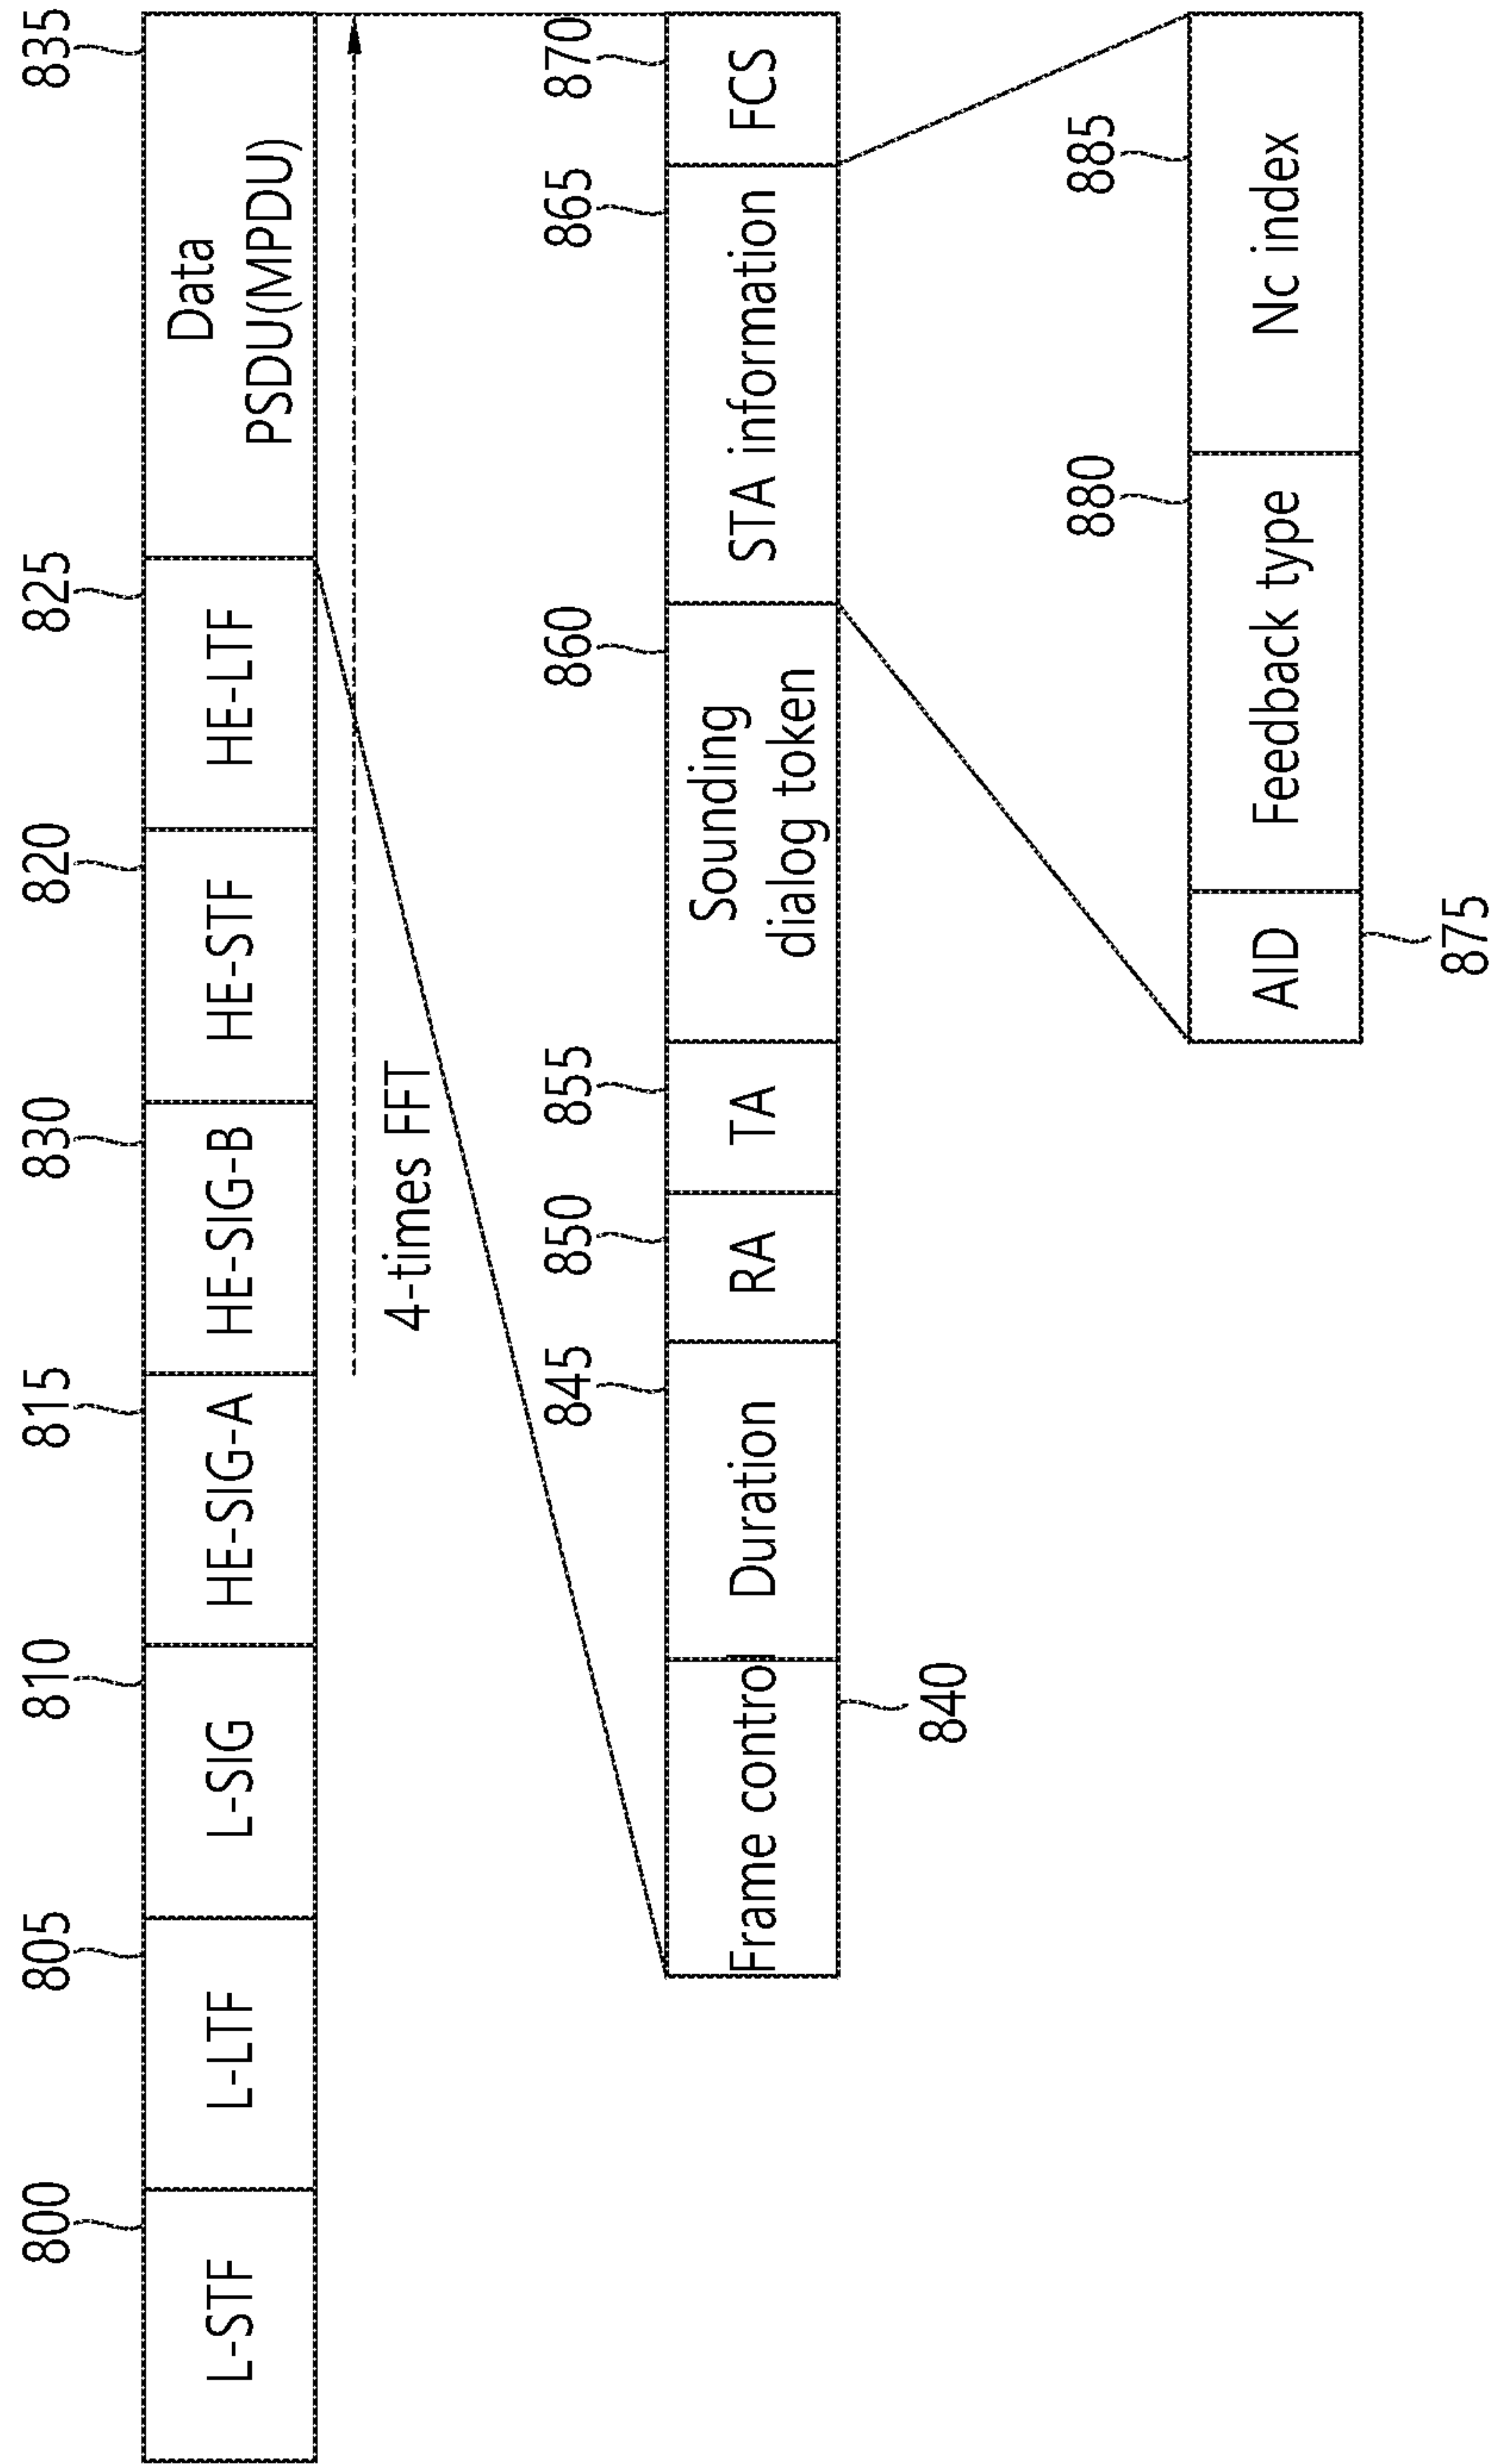 800
805
810
815
830
820
825
835
L-STF
L-LTF
L-SIG
HE-SIG-A
HE-SIG-B
HE-STF
HE-LTF
Data
PSDU(MPDU)
4-times FFT
845
850
855
860
865
870
Frame control
Duration
RA
TA
Sounding
dialog token
STA information
FCS
840
880
885
AID
Feedback type
Nc index
875